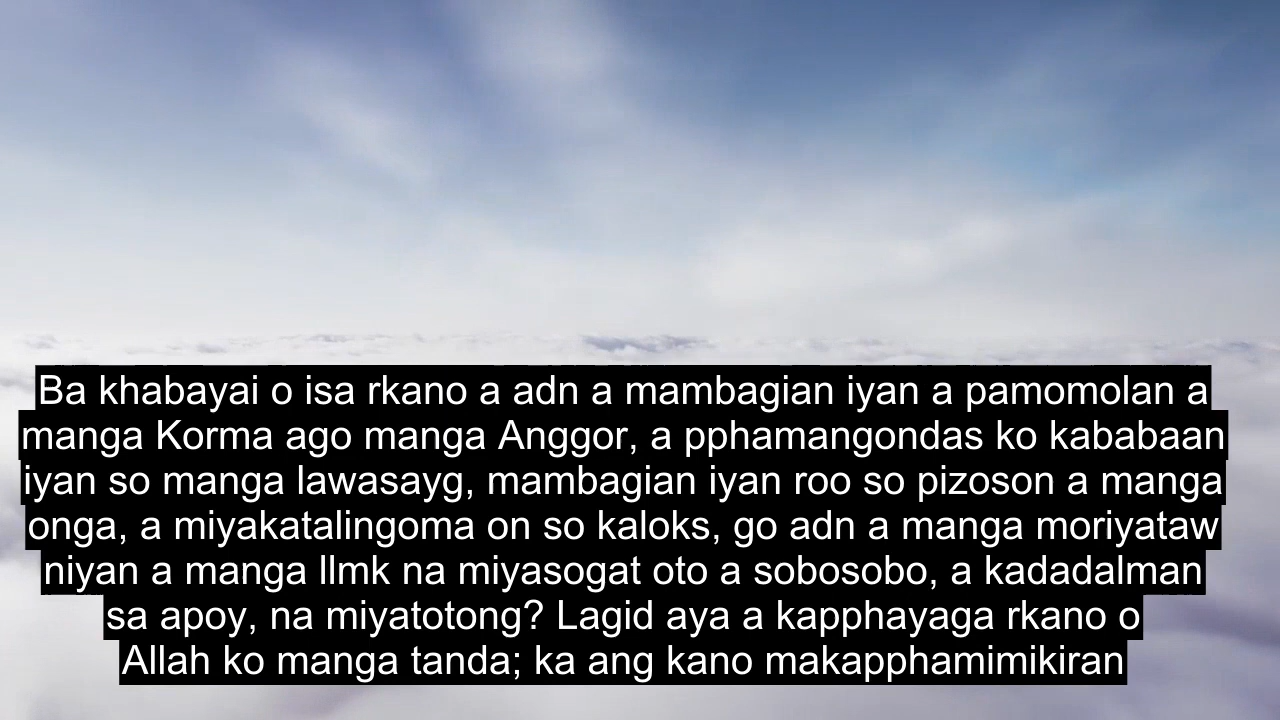 Ba khabayai o isa rkano a adn a mambagian iyan a pamomolan a
manga Korma ago manga Anggor, a pphamangondas ko kababaan
iyan so manga lawasayg, mambagian iyan roo so pizoson a manga
onga, a miyakatalingoma on so kaloks, go adn a manga moriyataw
niyan a manga llmk na miyasogat oto a sobosobo, a kadadalman
sa apoy, na miyatotong? Lagid aya a kapphayaga rkano o
Allah ko manga tanda; ka ang kano makapphamimikiran